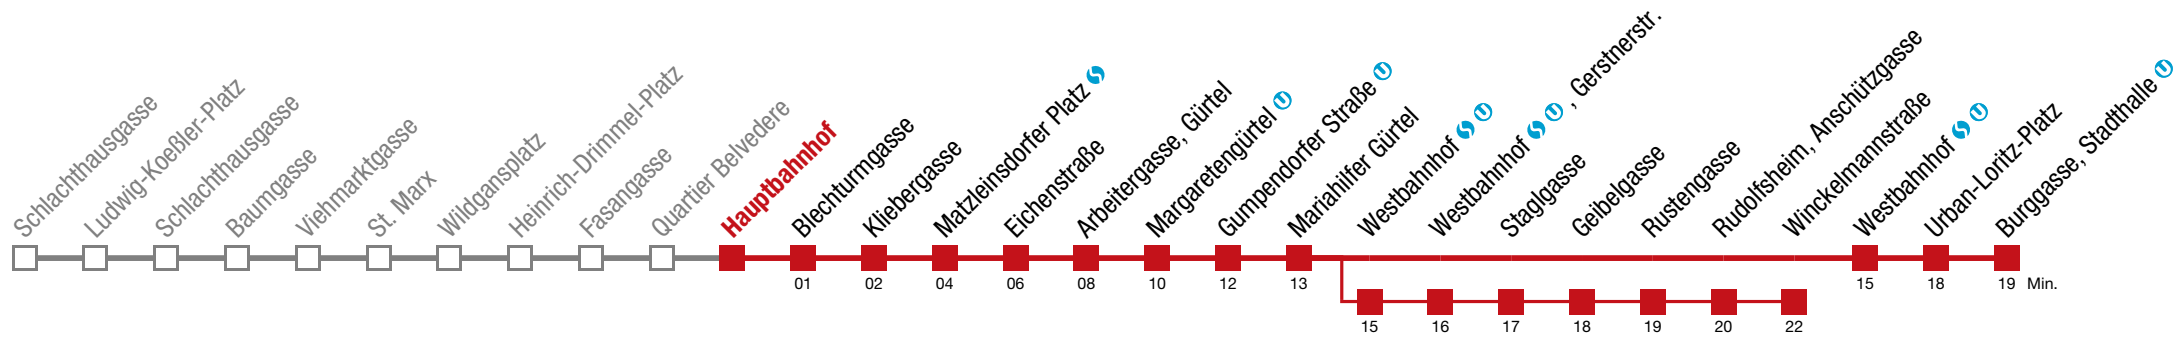 Schlachthausgasse
Ludwig-Koeßler-Platz
Schlachthausgasse
Baumgasse
Viehmarktgasse
St. Marx
Wildgansplatz
Heinrich-Drimmel-Platz
Fasangasse
Quartier Belvedere
Hauptbahnhof
Blechturmgasse
Kliebergasse
Matzleinsdorfer Platz S
Eichenstraße
Arbeitergasse, Gürtel
Margaretengürtel U
Gumpendorfer Straße U
Mariahilfer Gürtel
Westbahnhof S U
Westbahnhof S U , Gerstnerstr.
Staglgasse
Geibelgasse
Rustengasse
Rudolfsheim, Anschützgasse
Winckelmannstraße
Westbahnhof S U
Urban-Loritz-Platz
Burggasse, Stadthalle U
01 02 04 06 08 10 12 13 15 18 19 Min.
15 16 17 18 19 20 22